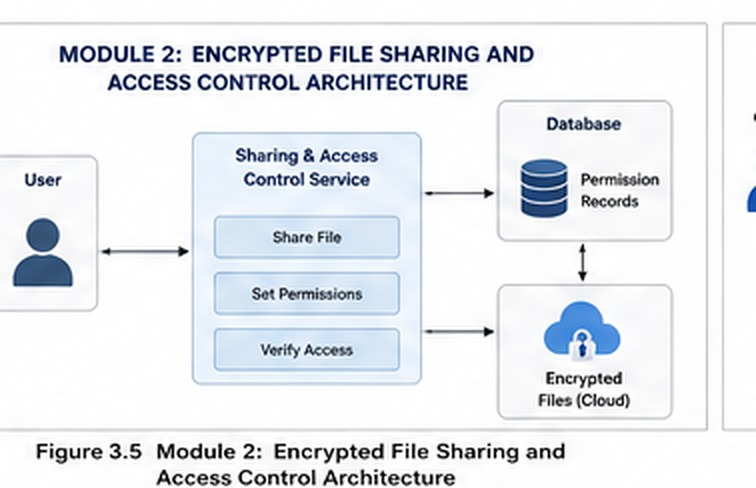 MODULE 2: ENCRYPTED FILE SHARING AND
ACCESS CONTROL ARCHITECTURE
User
Sharing & Access
Control Service
Share File
Set Permissions
Verify Access
Database
Permission
Records
Encrypted
Files (Cloud)
Figure 3.5 Module 2: Encrypted File Sharing and
Access Control Architecture